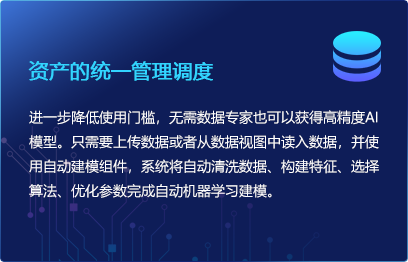 资产的统一管理调度
进一步降低使用门槛，无需数据专家也可以获得高精度AI
模型。只需要上传数据或者从数据视图中读入数据，并使
用自动建模组件，系统将自动清洗数据、构建特征、选择
算法、优化参数完成自动机器学习建模。